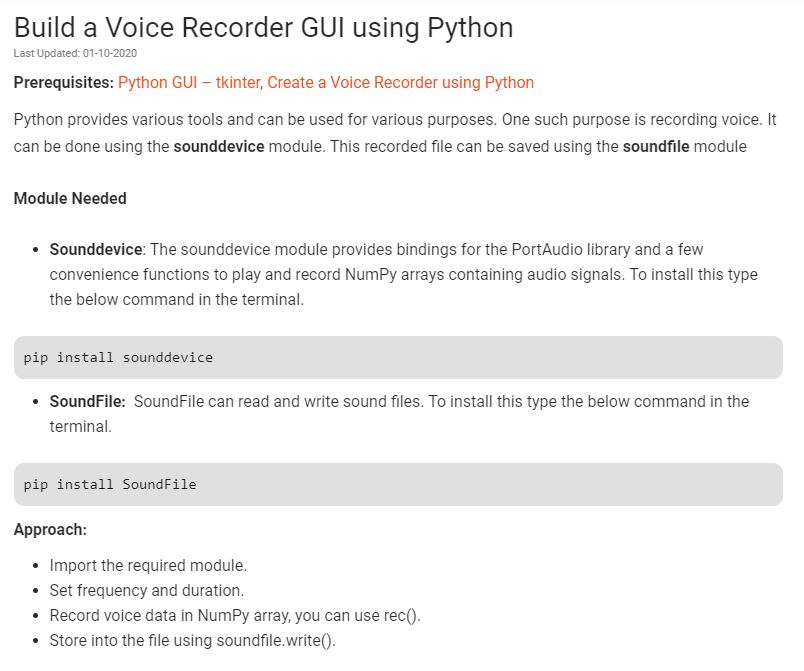 Build a Voice Recorder GUI using Python
Last Updated: 01-10-2020
Prerequisites: Python GUI – tkinter, Create a Voice Recorder using Python
Python provides various tools and can be used for various purposes. One such purpose is recording voice. It
can be done using the sounddevice module. This recorded file can be saved using the soundfile module
Module Needed
• Sounddevice: The sounddevice module provides bindings for the PortAudio library and a few
convenience functions to play and record NumPy arrays containing audio signals. To install this type
the below command in the terminal.
pip install sounddevice
• SoundFile:  SoundFile can read and write sound files. To install this type the below command in the
terminal.
pip install SoundFile
Approach:
• Import the required module.
• Set frequency and duration.
• Record voice data in NumPy array, you can use rec().
• Store into the file using soundfile.write().